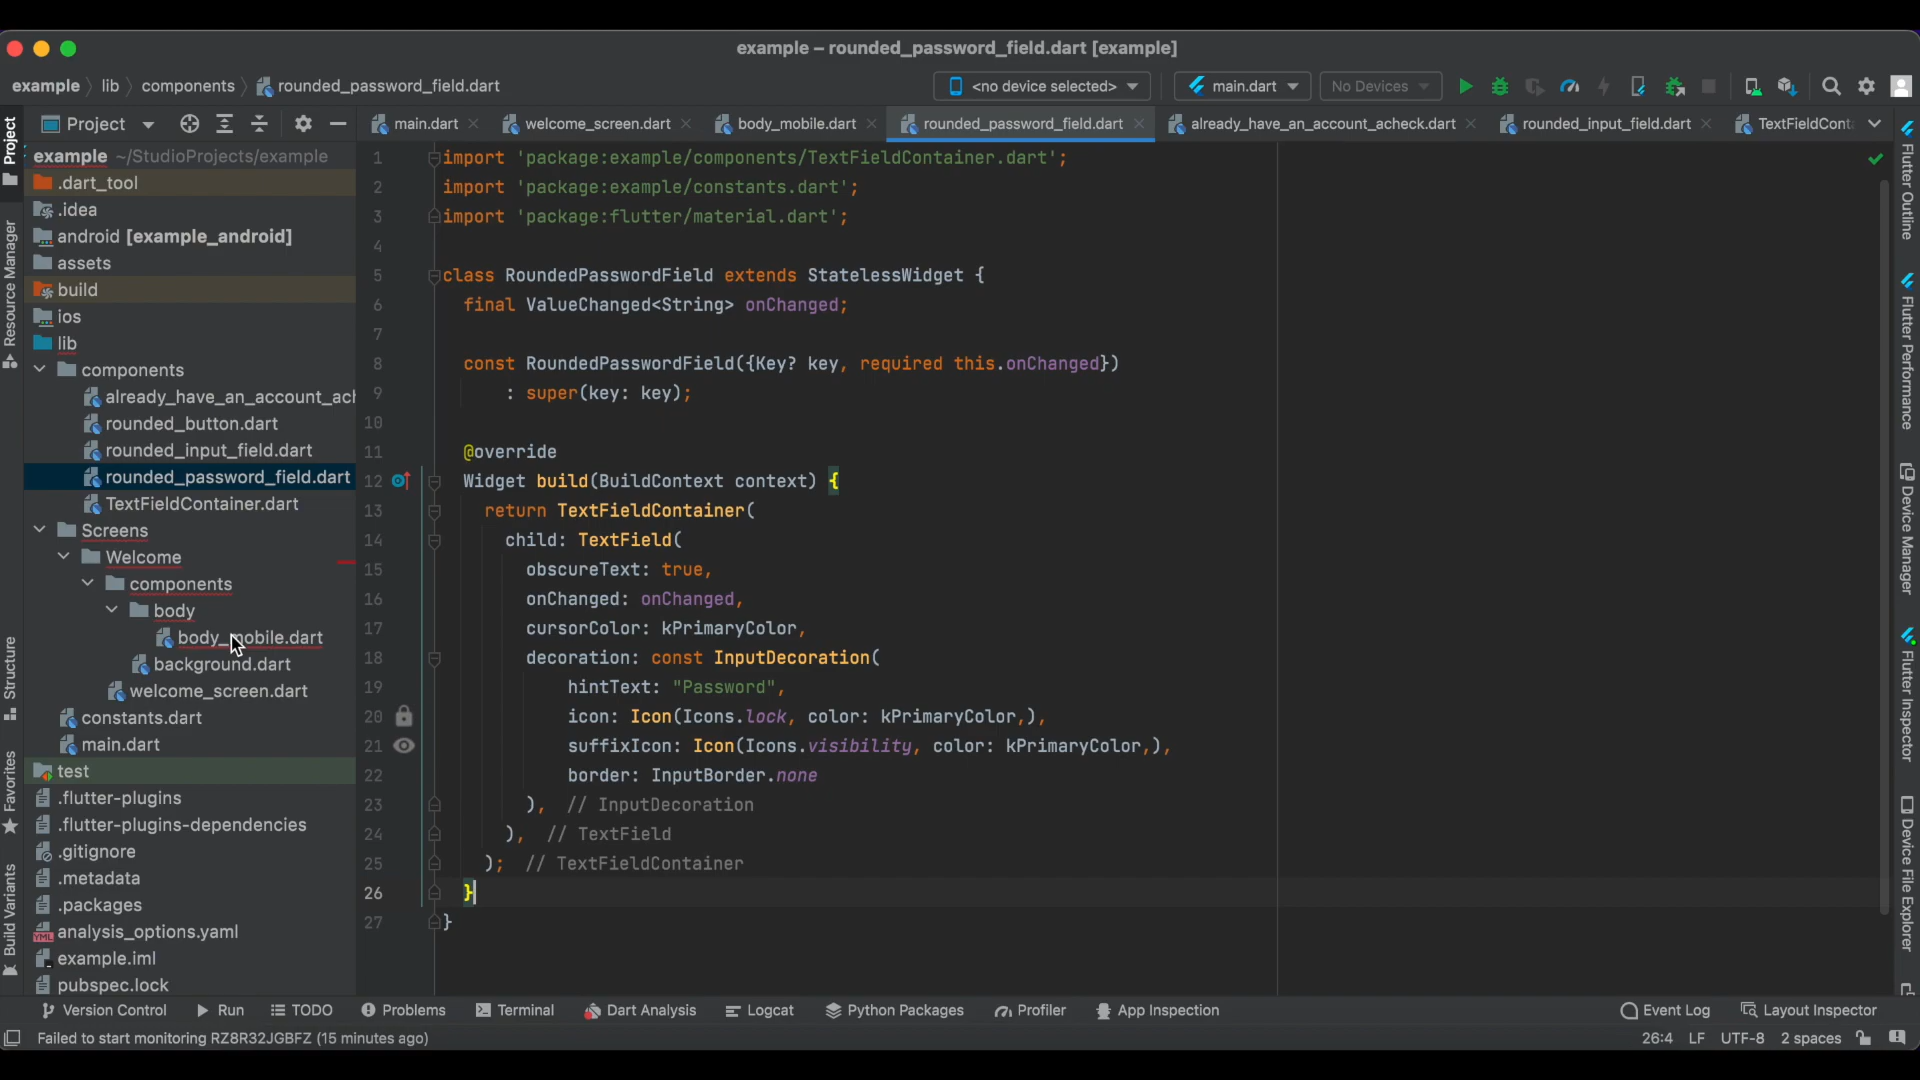 example – rounded_password_field.dart [example]
example lib components rounded_password_field.dart
<no device selected> main.dart No Devices
Project
main.dart welcome_screen.dart body_mobile.dart rounded_password_field.dart already_have_an_account_acheck.dart rounded_input_field.dart TextFieldCont
example ~/StudioProjects/example
.dart_tool
.idea
android [example_android]
assets
build
ios
lib
components
already_have_an_account_ach
rounded_button.dart
rounded_input_field.dart
rounded_password_field.dart
TextFieldContainer.dart
Screens
Welcome
components
body
body_mobile.dart
background.dart
welcome_screen.dart
constants.dart
main.dart
test
.flutter-plugins
.flutter-plugins-dependencies
.gitignore
.metadata
.packages
analysis_options.yaml
example.iml
pubspec.lock
1 import 'package:example/components/TextFieldContainer.dart';
2 import 'package:example/constants.dart';
3 import 'package:flutter/material.dart';
4
5 class RoundedPasswordField extends StatelessWidget {
6 final ValueChanged<String> onChanged;
7
8 const RoundedPasswordField({Key? key, required this.onChanged})
9 : super(key: key);
10
11 @override
12 Widget build(BuildContext context) {
13 return TextFieldContainer(
14 child: TextField(
15 obscureText: true,
16 onChanged: onChanged,
17 cursorColor: kPrimaryColor,
18 decoration: const InputDecoration(
19 hintText: "Password",
20 icon: Icon(Icons.lock, color: kPrimaryColor,),
21 suffixIcon: Icon(Icons.visibility, color: kPrimaryColor,),
22 border: InputBorder.none
23 ), // InputDecoration
24 ), // TextField
25 ); // TextFieldContainer
26 }
27 }
Project
Resource Manager
Structure
Favorites
Build Variants
Flutter Outline
Flutter Performance
Device Manager
Flutter Inspector
Device File Explorer
Version Control Run TODO Problems Terminal Dart Analysis Logcat Python Packages Profiler App Inspection Event Log Layout Inspector
Failed to start monitoring RZ8R32JGBFZ (15 minutes ago) 26:4 LF UTF-8 2 spaces